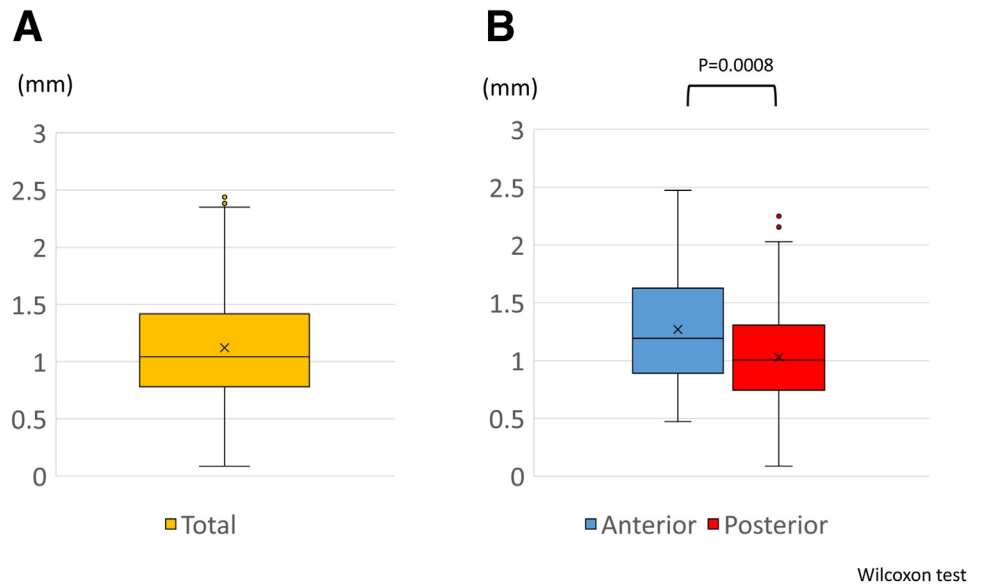 A
(mm)
3
2.5
2
1.5
1
0.5
0
Total
B
(mm)
P=0.0008
3
2.5
2
1.5
1
0.5
0
Anterior Posterior
Wilcoxon test